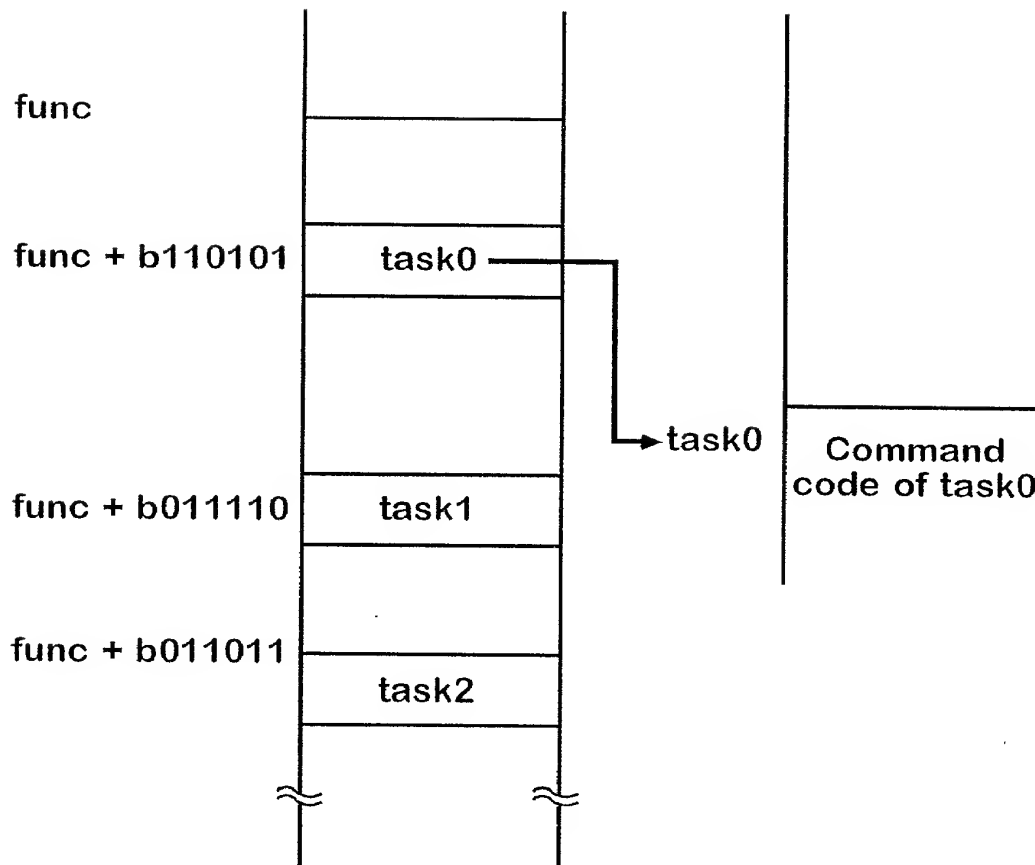 func
func + b110101
task0
task0
Command
code of task0
func + b011110
task1
func + b011011
task2